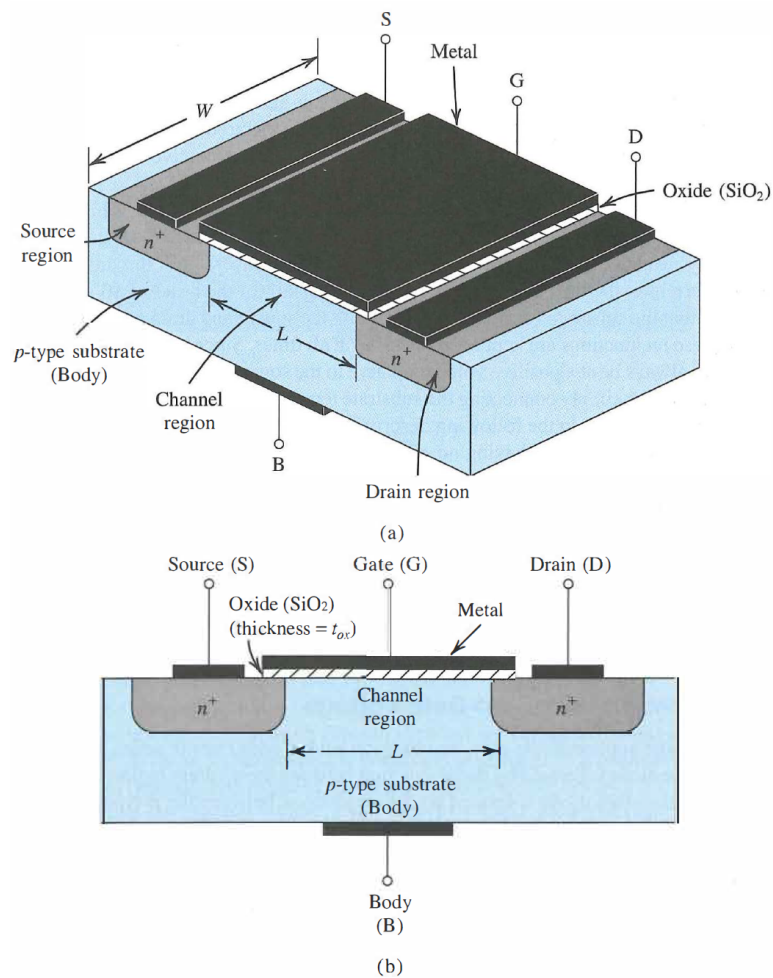 S
Metal
G
W
D
Oxide (SiO₂)
Source
region
n⁺
L
n⁺
p-type substrate
(Body)
Channel
region
B
Drain region
(a)
Source (S)
Gate (G)
Drain (D)
Oxide (SiO₂)
(thickness = tₒₓ)
Metal
n⁺
Channel
region
n⁺
L
p-type substrate
(Body)
Body
(B)
(b)